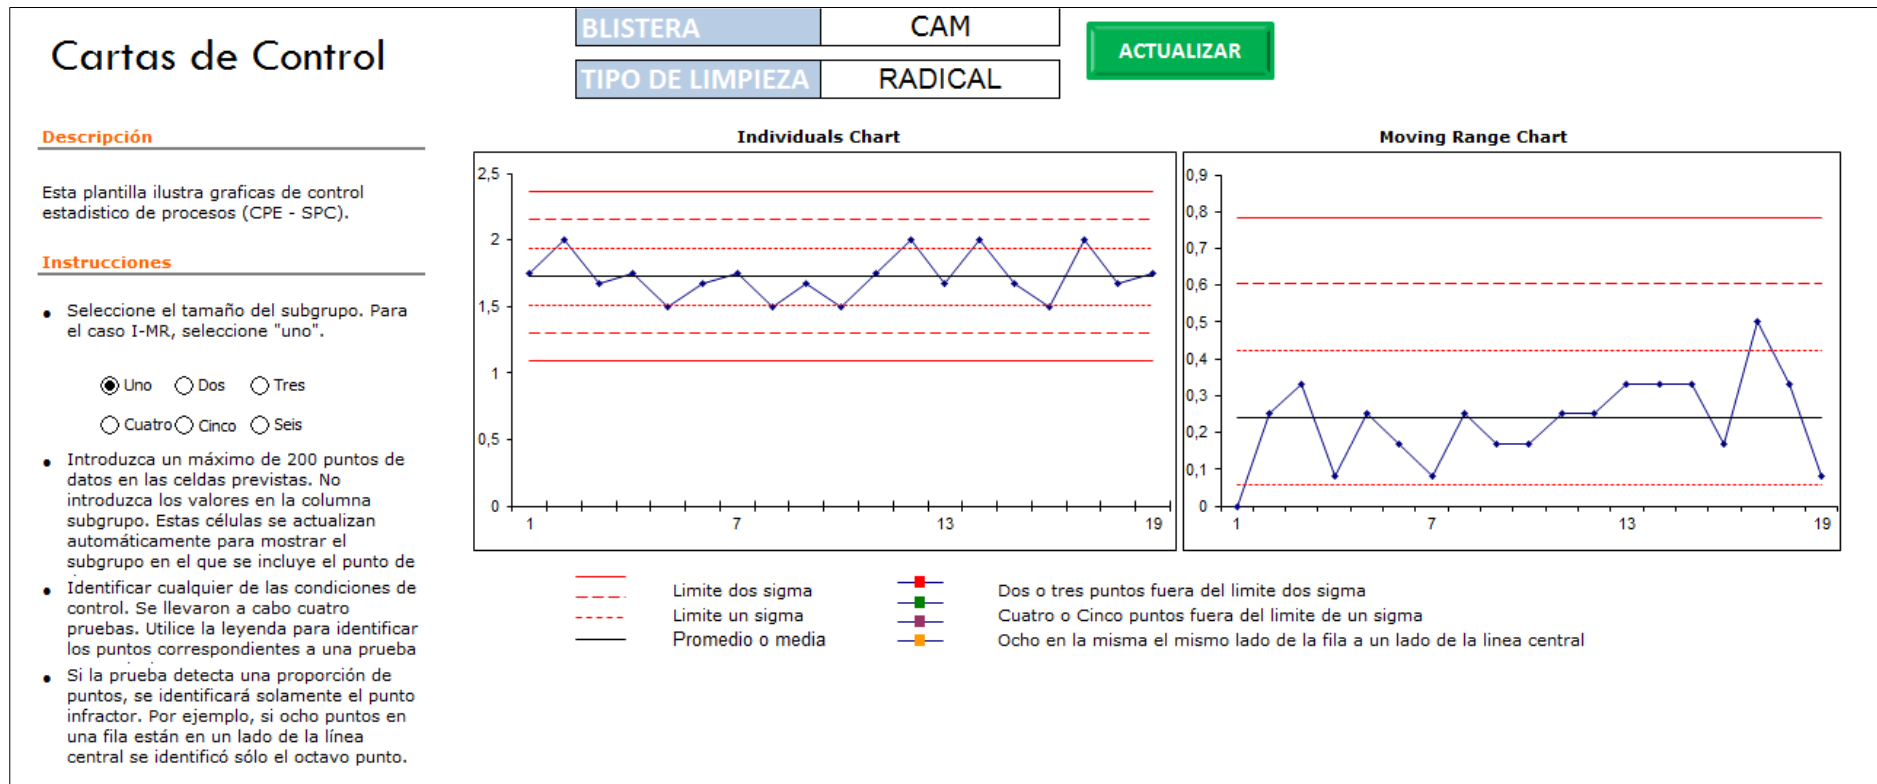 Cartas de Control
BLISTERA CAM
TIPO DE LIMPIEZA RADICAL
ACTUALIZAR
Descripción
Esta plantilla ilustra graficas de control
estadistico de procesos (CPE - SPC).
Instrucciones
• Seleccione el tamaño del subgrupo. Para
el caso I-MR, seleccione "uno".
Uno Dos Tres
Cuatro Cinco Seis
• Introduzca un máximo de 200 puntos de
datos en las celdas previstas. No
introduzca los valores en la columna
subgrupo. Estas células se actualizan
automáticamente para mostrar el
subgrupo en el que se incluye el punto de
• Identificar cualquier de las condiciones de
control. Se llevaron a cabo cuatro
pruebas. Utilice la leyenda para identificar
los puntos correspondientes a una prueba
• Si la prueba detecta una proporción de
puntos, se identificará solamente el punto
infractor. Por ejemplo, si ocho puntos en
una fila están en un lado de la línea
central se identificó sólo el octavo punto.
Individuals Chart
2,5
2
1,5
1
0,5
0
1 7 13 19
Moving Range Chart
0,9
0,8
0,7
0,6
0,5
0,4
0,3
0,2
0,1
0
1 7 13 19
Limite dos sigma
Limite un sigma
Promedio o media
Dos o tres puntos fuera del limite dos sigma
Cuatro o Cinco puntos fuera del limite de un sigma
Ocho en la misma el mismo lado de la fila a un lado de la linea central